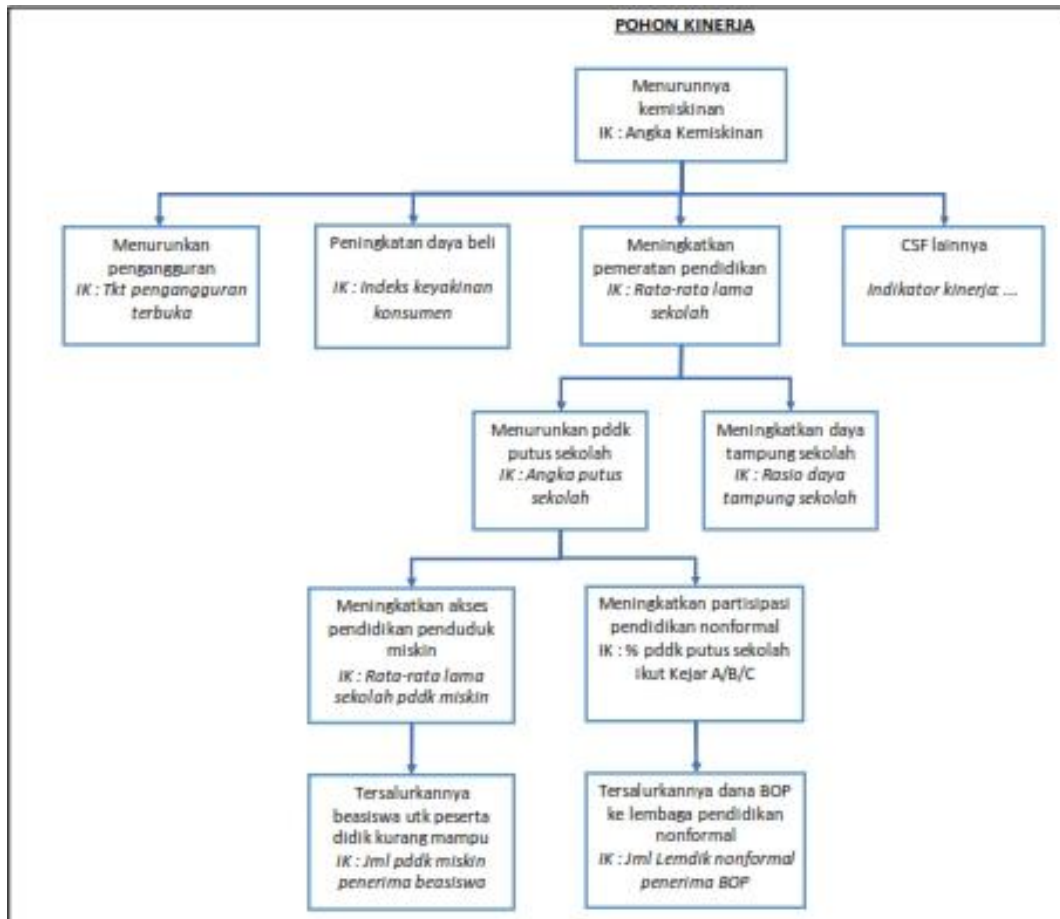 POHON KINERJA
Menurunnya
kemiskinan
IK : Angka Kemiskinan
Menurunkan
pengangguran
IK : Tkt pengangguran
terbuka
Peningkatan daya beli
IK : Indeks keyakinan
konsumen
Meningkatkan
pemeratan pendidikan
IK : Rata-rata lama
sekolah
CSF lainnya
Indikator kinerja: ...
Menurunkan pddk
putus sekolah
IK : Angka putus
sekolah
Meningkatkan daya
tampung sekolah
IK : Rasio daya
tampung sekolah
Meningkatkan akses
pendidikan penduduk
miskin
IK : Rata-rata lama
sekolah pddk miskin
Meningkatkan partisipasi
pendidikan nonformal
IK : % pddk putus sekolah
ikut Kejar A/B/C
Tersalurkannya
beasiswa utk peserta
didik kurang mampu
IK : Jml pddk miskin
penerima beasiswa
Tersalurkannya dana BOP
ke lembaga pendidikan
nonformal
IK : Jml Lemdik nonformal
penerima BOP